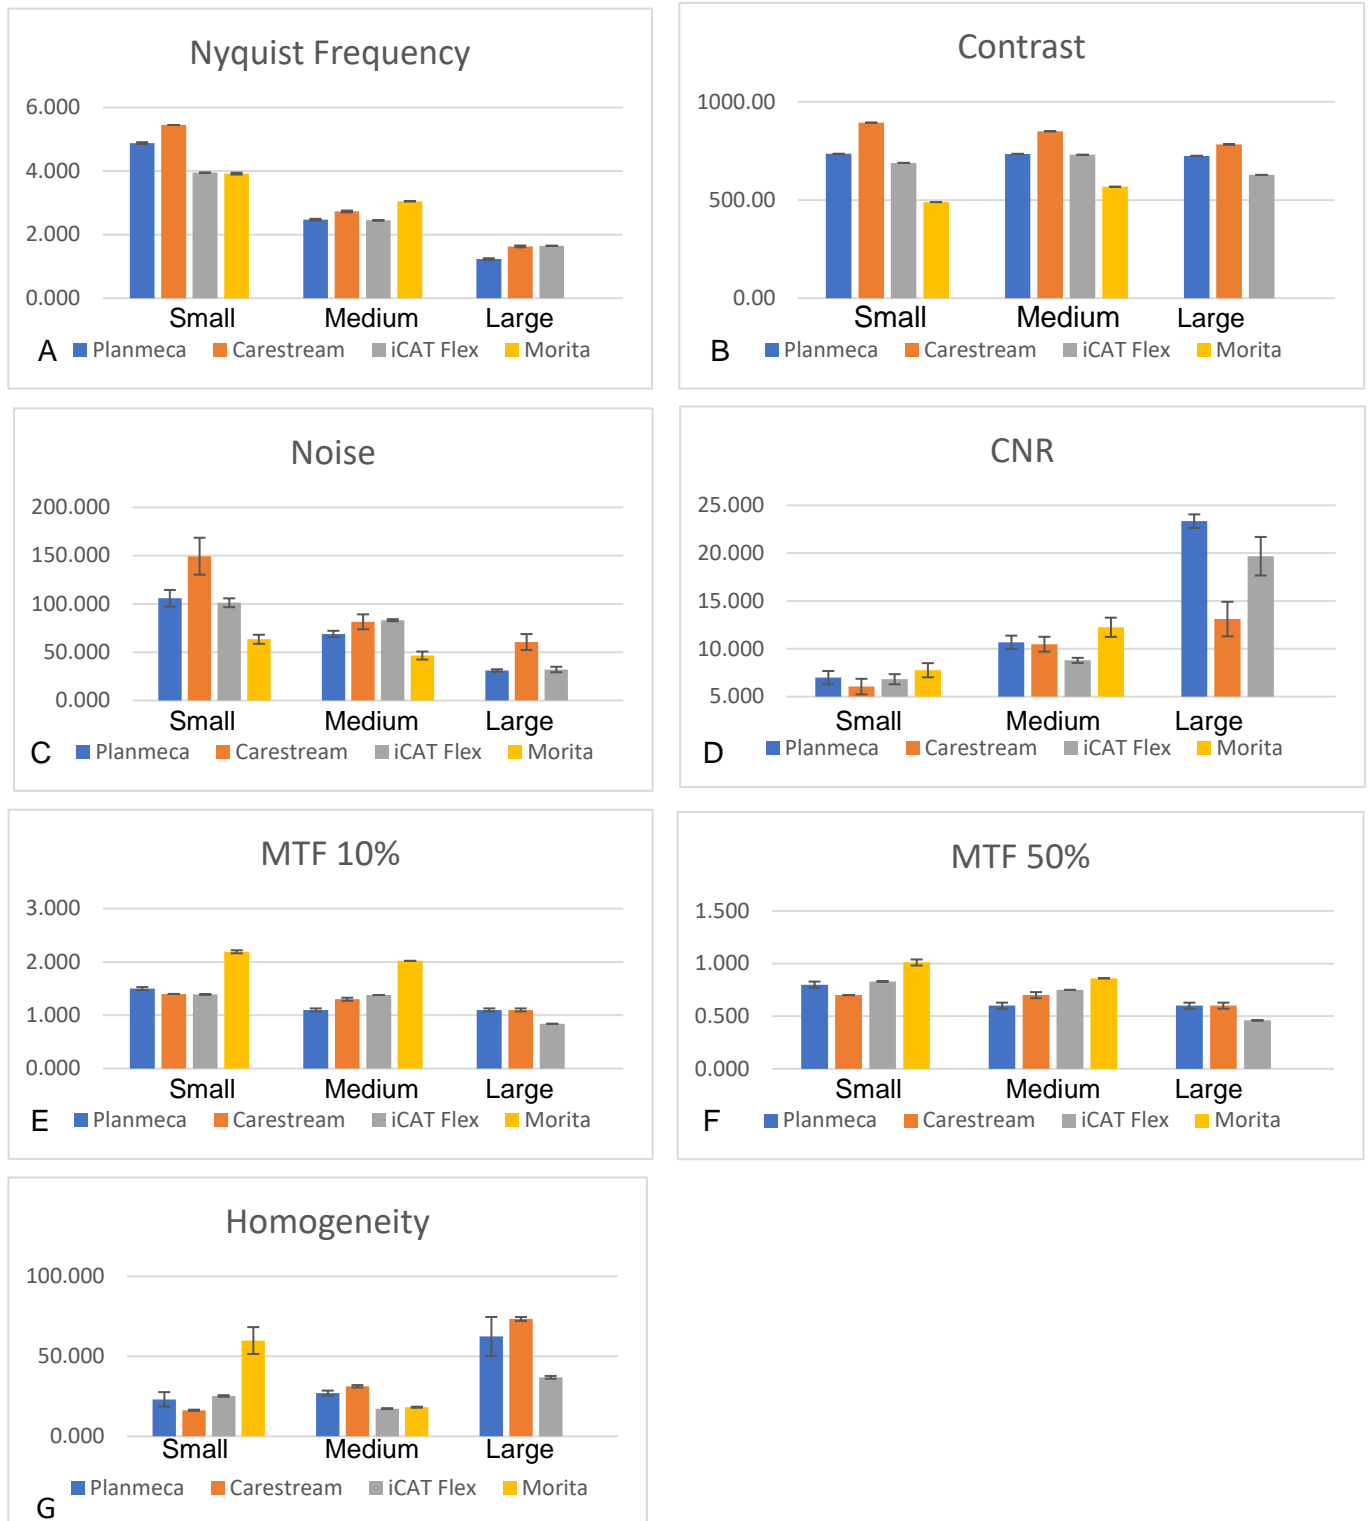 Nyquist Frequency
6.000
4.000
2.000
0.000
Small Medium Large
A Planmeca Carestream iCAT Flex Morita
Contrast
1000.00
500.00
0.00
Small Medium Large
B Planmeca Carestream iCAT Flex Morita
Noise
200.000
150.000
100.000
50.000
0.000
Small Medium Large
C Planmeca Carestream iCAT Flex Morita
CNR
25.000
20.000
15.000
10.000
5.000
Small Medium Large
D Planmeca Carestream iCAT Flex Morita
MTF 10%
3.000
2.000
1.000
0.000
Small Medium Large
E Planmeca Carestream iCAT Flex Morita
MTF 50%
1.500
1.000
0.500
0.000
Small Medium Large
F Planmeca Carestream iCAT Flex Morita
Homogeneity
100.000
50.000
0.000
Small Medium Large
Planmeca Carestream iCAT Flex Morita
G